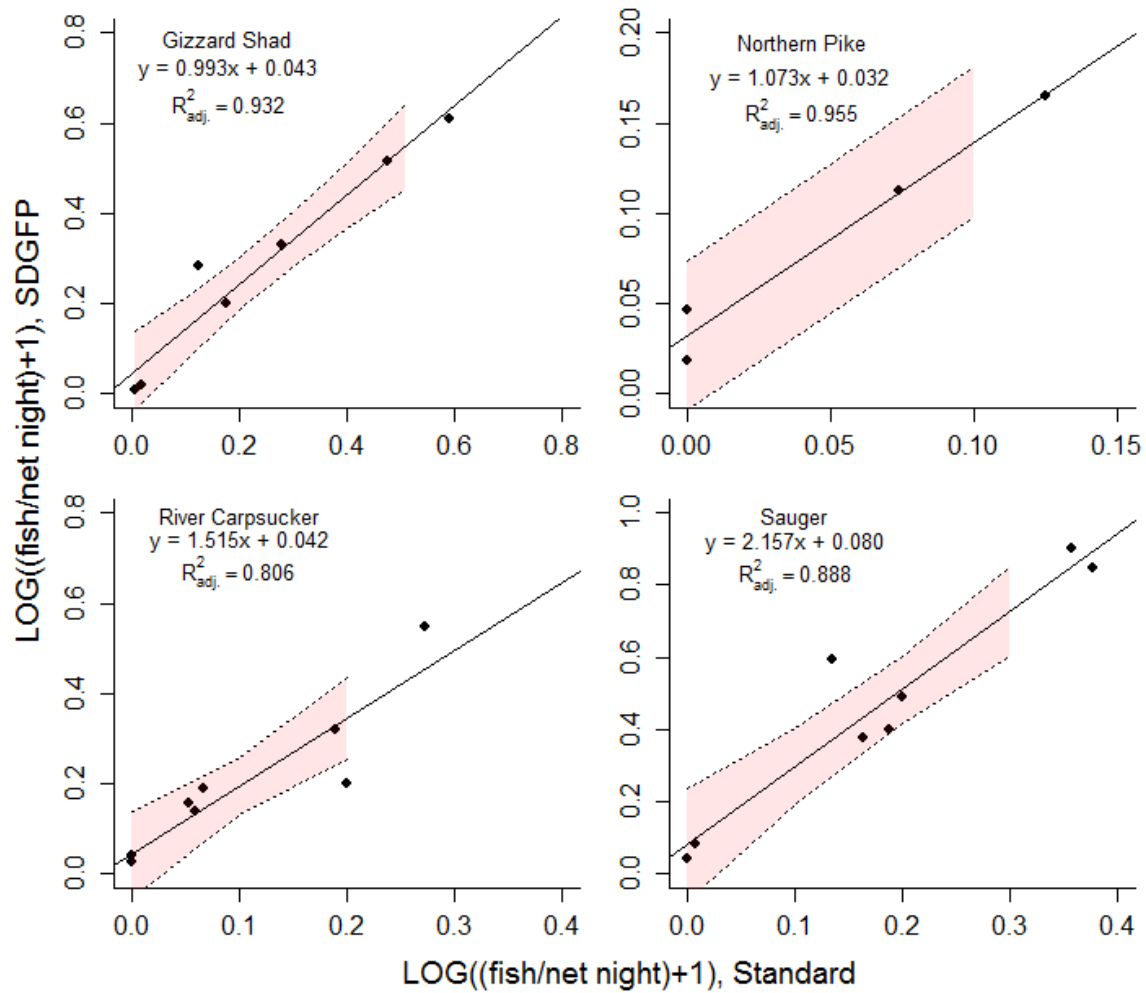 LOG((fish/net night)+1), SDGFP
Gizzard Shad
y = 0.993x + 0.043
R²adj. = 0.932
0.0 0.2 0.4 0.6 0.8
0.0 0.2 0.4 0.6 0.8
Northern Pike
y = 1.073x + 0.032
R²adj. = 0.955
0.00 0.05 0.10 0.15 0.20
0.00 0.05 0.10 0.15
River Carpsucker
y = 1.515x + 0.042
R²adj. = 0.806
0.0 0.2 0.4 0.6 0.8
0.0 0.1 0.2 0.3 0.4
Sauger
y = 2.157x + 0.080
R²adj. = 0.888
0.0 0.2 0.4 0.6 0.8 1.0
0.0 0.1 0.2 0.3 0.4
LOG((fish/net night)+1), Standard